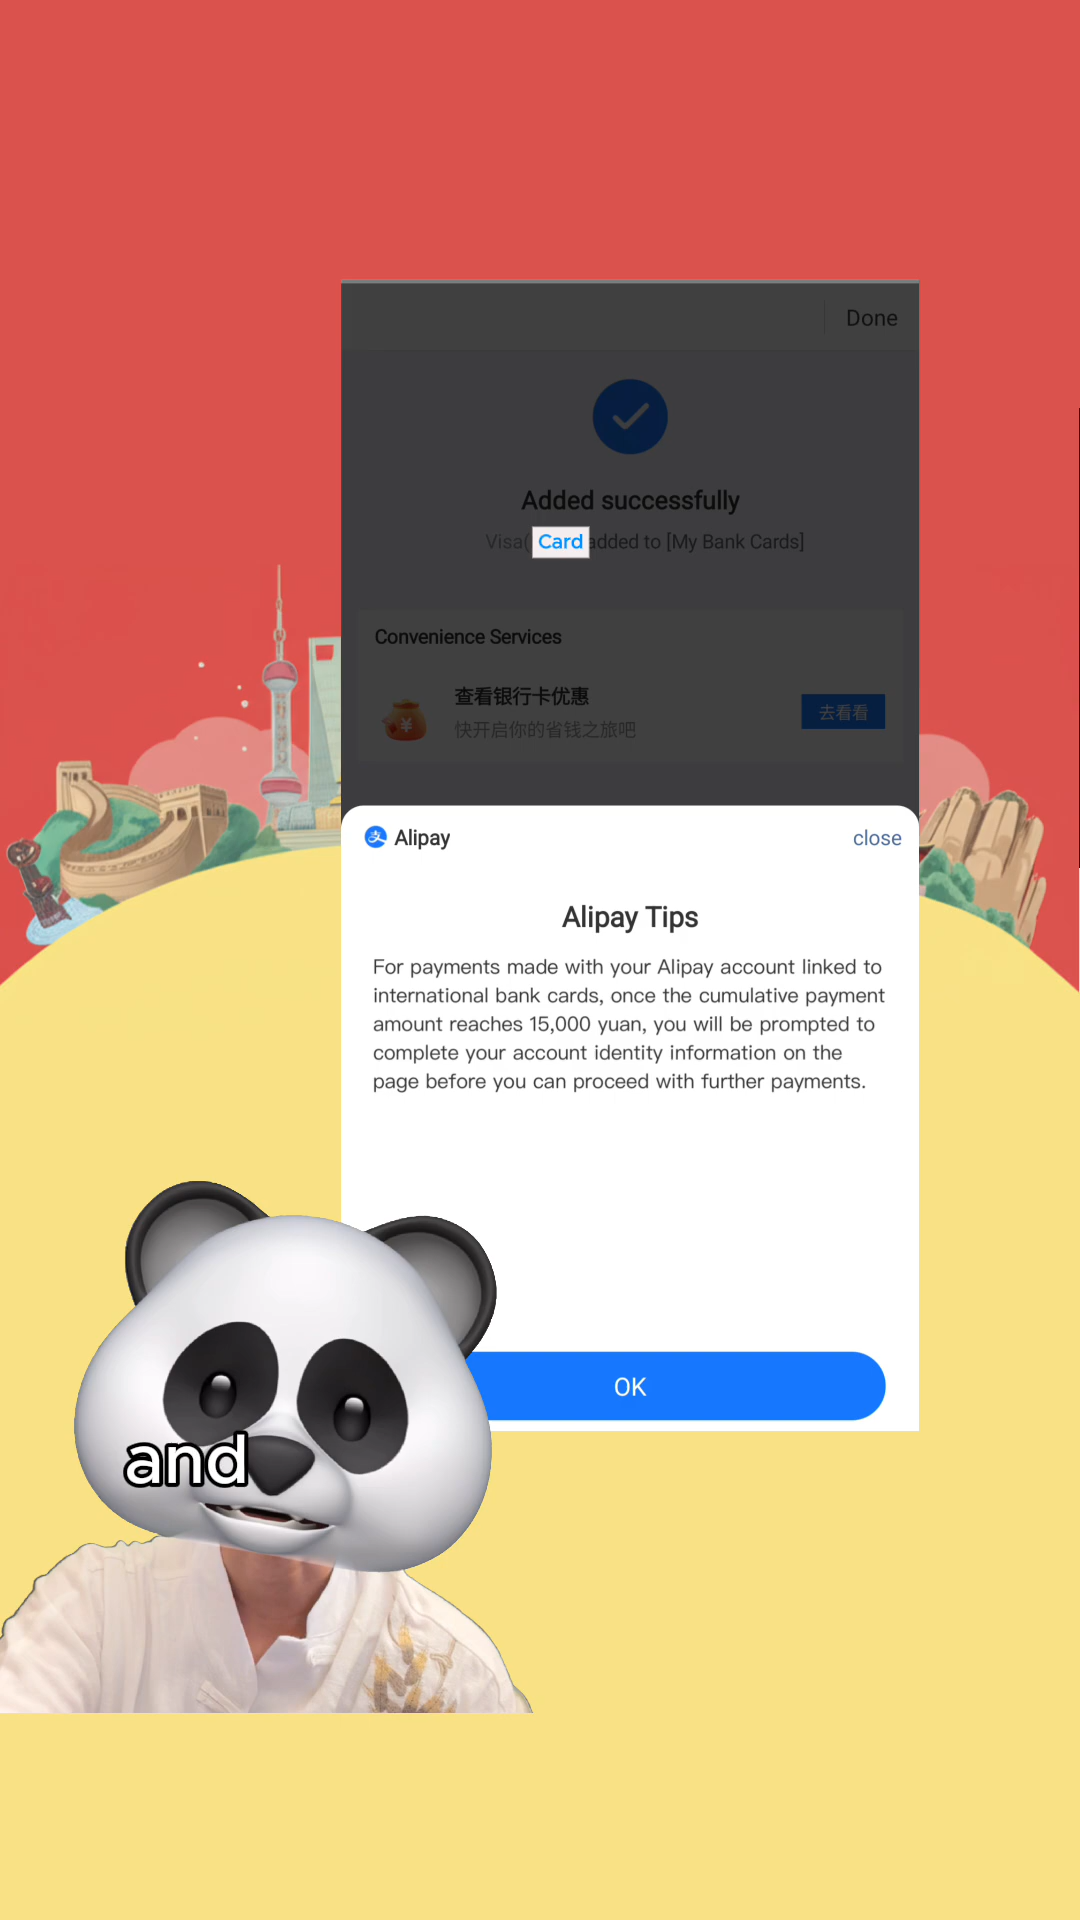 Done
Added successfully
Visa( Card added to [My Bank Cards]
Convenience Services
查看银行卡优惠
快开启你的省钱之旅吧
去看看
支 Alipay
close
Alipay Tips
For payments made with your Alipay account linked to
international bank cards, once the cumulative payment
amount reaches 15,000 yuan, you will be prompted to
complete your account identity information on the
page before you can proceed with further payments.
OK
and